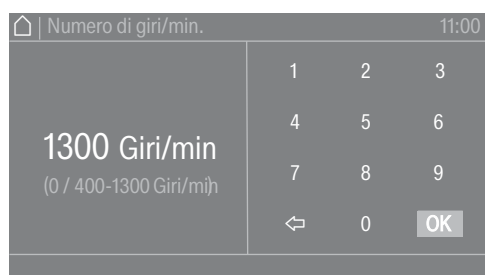 | Numero di giri/min. 11:00
1 2 3
4 5 6
1300 Giri/min
(0 / 400-1300 Giri/min)
7 8 9
0 OK